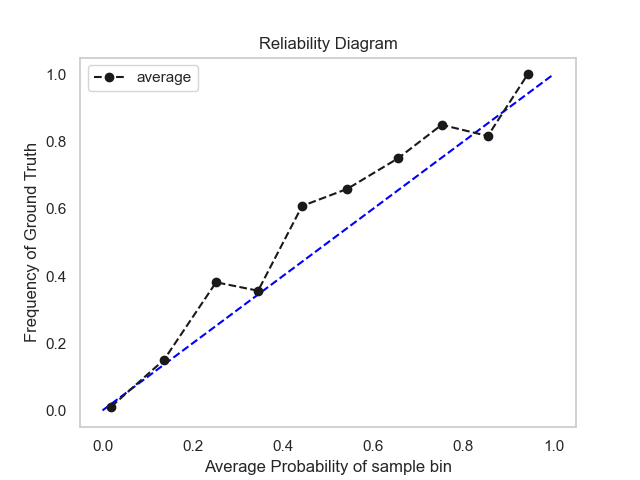 Reliability Diagram
average
Frequency of Ground Truth
1.0
0.8
0.6
0.4
0.2
0.0
0.0 0.2 0.4 0.6 0.8 1.0
Average Probability of sample bin